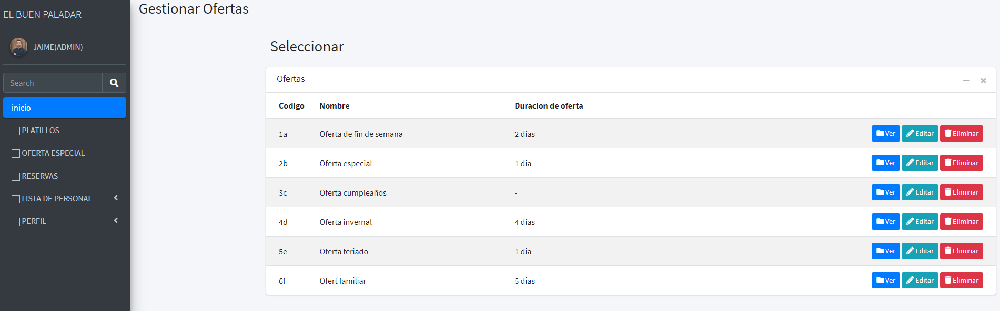 EL BUEN PALADAR
JAIME(ADMIN)
Search
inicio
PLATILLOS
OFERTA ESPECIAL
RESERVAS
LISTA DE PERSONAL
PERFIL
Gestionar Ofertas
Seleccionar
Ofertas
Codigo Nombre Duracion de oferta
1a Oferta de fin de semana 2 dias Ver Editar Eliminar
2b Oferta especial 1 dia Ver Editar Eliminar
3c Oferta cumpleaños - Ver Editar Eliminar
4d Oferta invernal 4 dias Ver Editar Eliminar
5e Oferta feriado 1 dia Ver Editar Eliminar
6f Ofert familiar 5 dias Ver Editar Eliminar